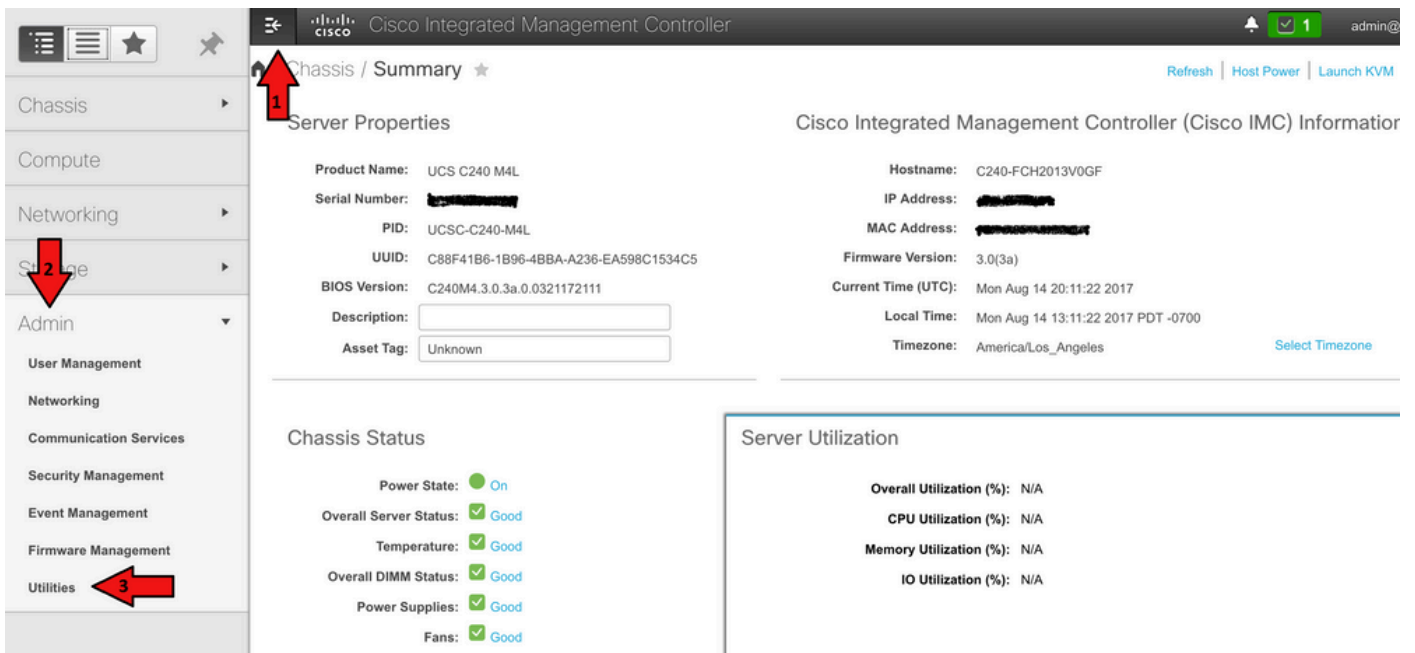 cisco Cisco Integrated Management Controller 1 admin@
Chassis / Summary Refresh | Host Power | Launch KVM
1
Chassis
Compute
Networking
2
Storage
Admin
User Management
Networking
Communication Services
Security Management
Event Management
Firmware Management
Utilities 3
Server Properties
Product Name: UCS C240 M4L
Serial Number:
PID: UCSC-C240-M4L
UUID: C88F41B6-1B96-4BBA-A236-EA598C1534C5
BIOS Version: C240M4.3.0.3a.0.0321172111
Description:
Asset Tag: Unknown
Cisco Integrated Management Controller (Cisco IMC) Information
Hostname: C240-FCH2013V0GF
IP Address:
MAC Address:
Firmware Version: 3.0(3a)
Current Time (UTC): Mon Aug 14 20:11:22 2017
Local Time: Mon Aug 14 13:11:22 2017 PDT -0700
Timezone: America/Los_Angeles Select Timezone
Chassis Status
Power State: On
Overall Server Status: Good
Temperature: Good
Overall DIMM Status: Good
Power Supplies: Good
Fans: Good
Server Utilization
Overall Utilization (%): N/A
CPU Utilization (%): N/A
Memory Utilization (%): N/A
IO Utilization (%): N/A